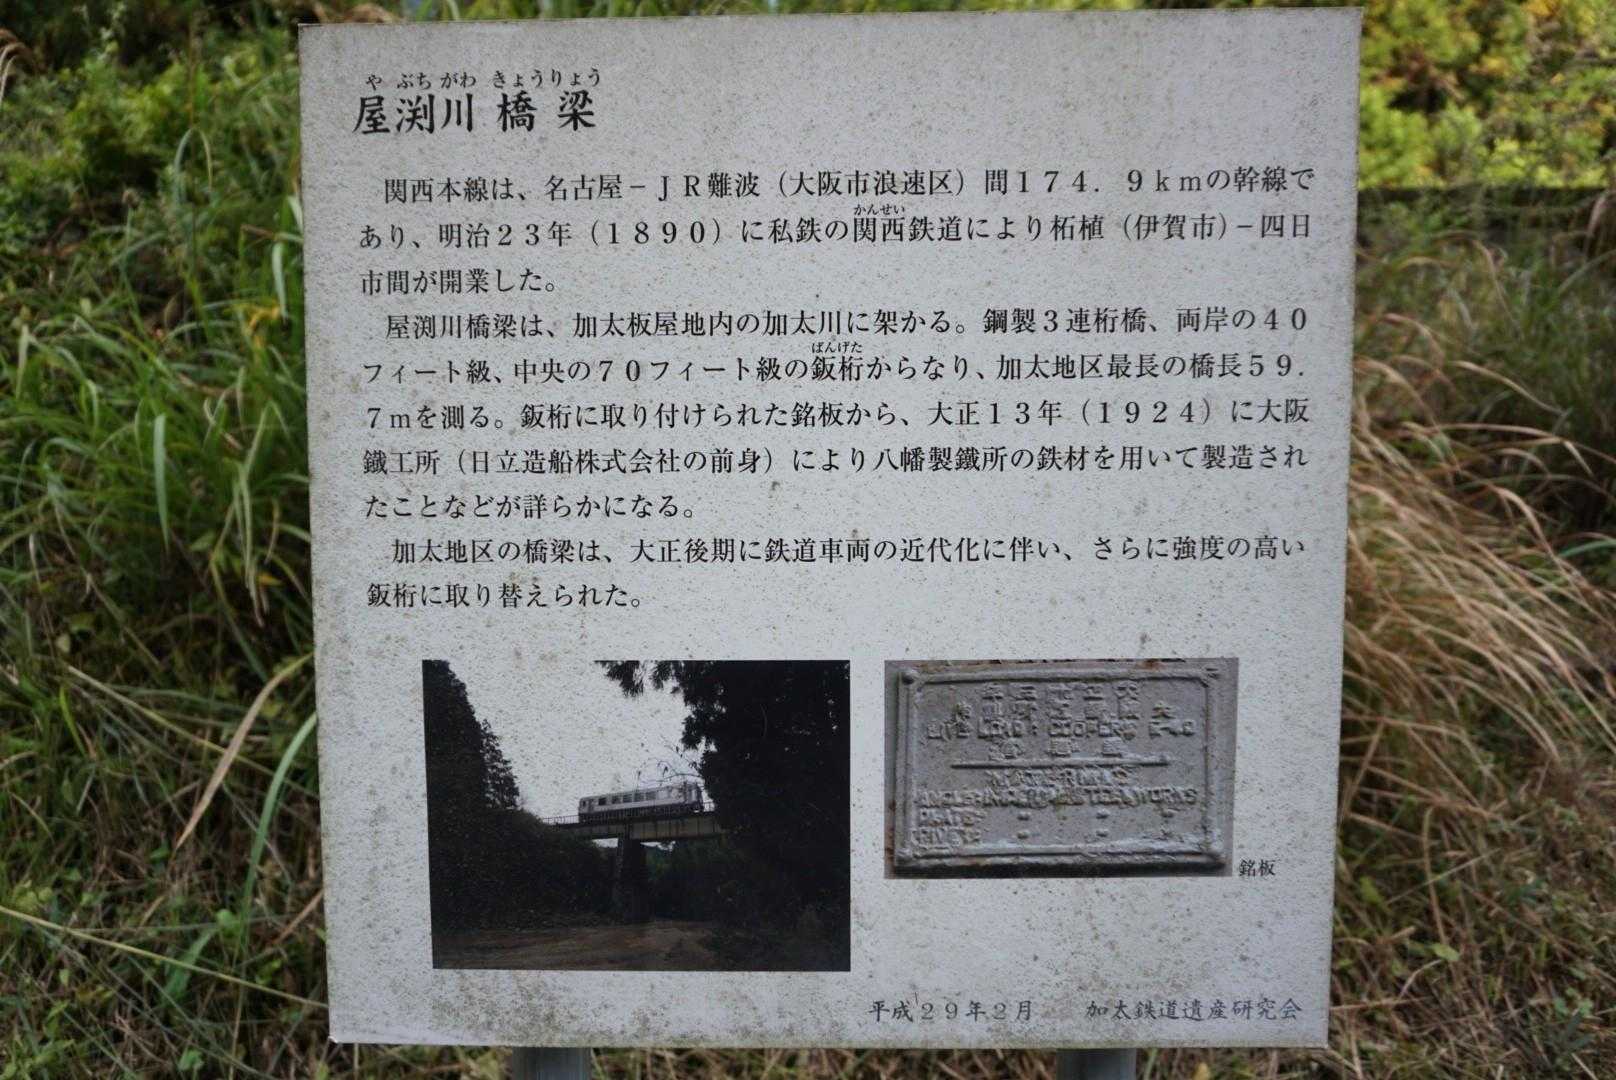 やぶちがわ きょうりょう
屋渕川橋梁
関西本線は、名古屋－ＪＲ難波（大阪市浪速区）間１７４．９ｋｍの幹線で
かんせい
あり、明治２３年（１８９０）に私鉄の関西鉄道により柘植（伊賀市）－四日
市間が開業した。
屋渕川橋梁は、加太板屋地内の加太川に架かる。鋼製３連桁橋、両岸の４０
ばんげた
フィート級、中央の７０フィート級の鈑桁からなり、加太地区最長の橋長５９．
７ｍを測る。鈑桁に取り付けられた銘板から、大正１３年（１９２４）に大阪
鐵工所（日立造船株式会社の前身）により八幡製鐵所の鉄材を用いて製造され
たことなどが詳らかになる。
加太地区の橋梁は、大正後期に鉄道車両の近代化に伴い、さらに強度の高い
鈑桁に取り替えられた。
銘板
平成２９年２月　加太鉄道遺産研究会